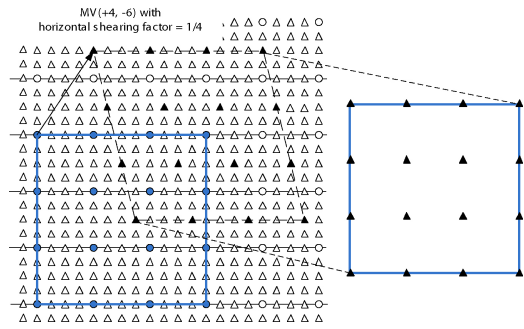 MV(+4, -6) with
horizontal shearing factor = 1/4